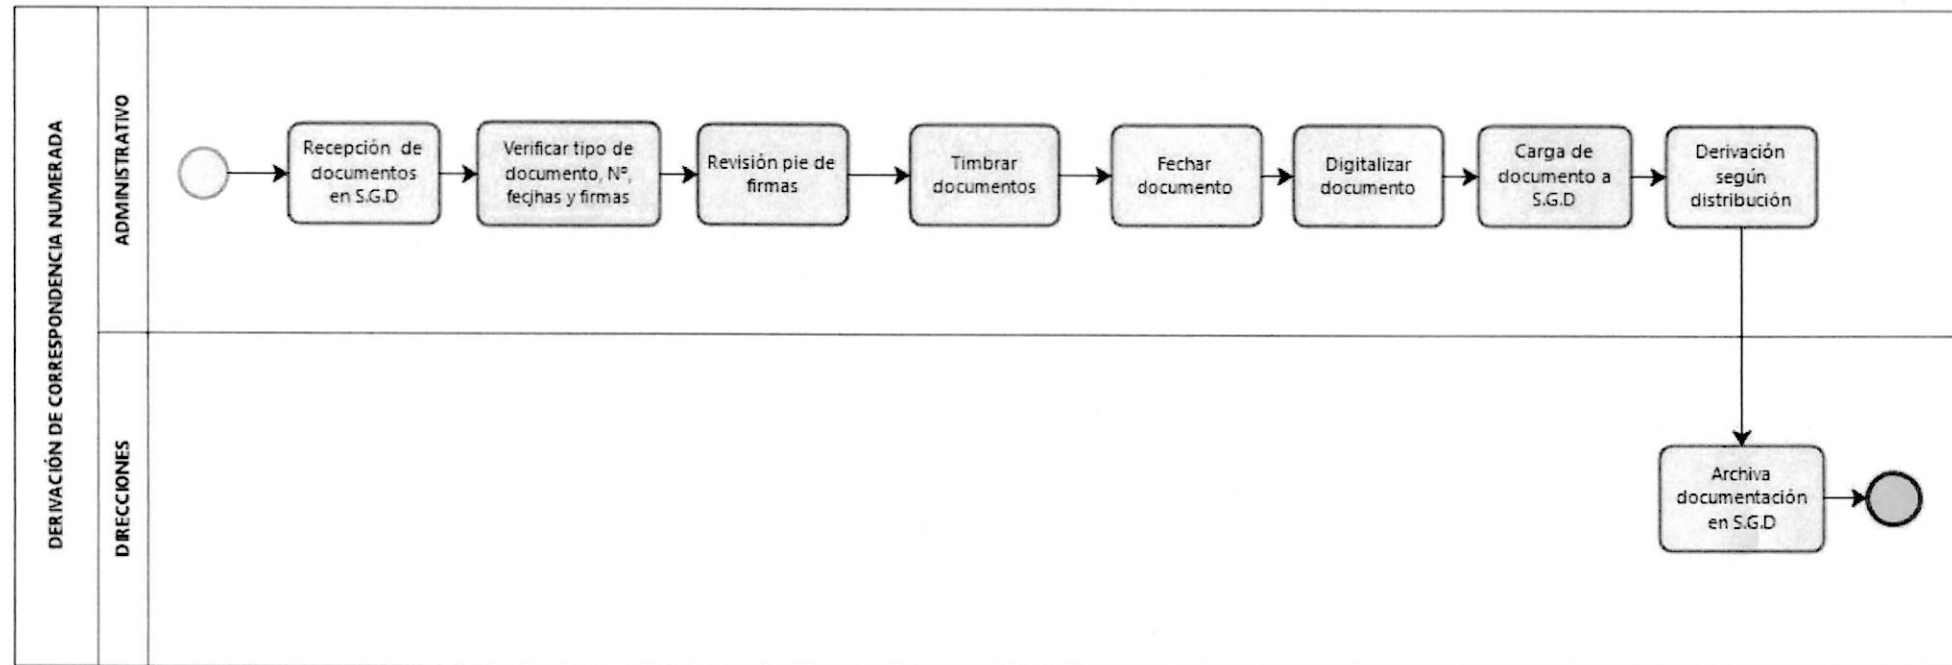 DERIVACIÓN DE CORRESPONDENCIA NUMERADA
ADMINISTRATIVO
Recepción de
documentos
en S.G.D
Verificar tipo de
documento, Nº,
fecjhas y firmas
Revisión pie de
firmas
Timbrar
documentos
Fechar
documento
Digitalizar
documento
Carga de
documento a
S.G.D
Derivación
según
distribución
DIRECCIONES
Archiva
documentación
en S.G.D